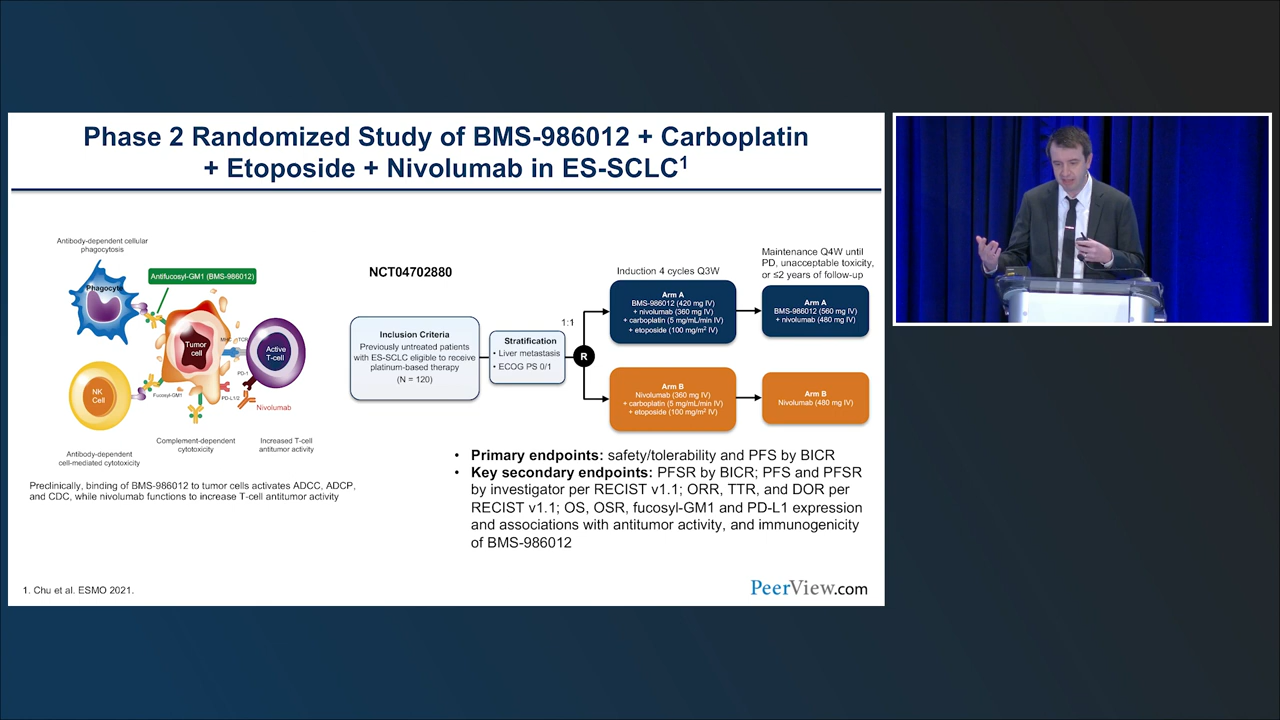 Phase 2 Randomized Study of BMS-986012 + Carboplatin
+ Etoposide + Nivolumab in ES-SCLC1
Antibody-dependent cellular
phagocytosis
Antifucosyl-GM1 (BMS-986012)
Phagocyte
Tumor
cell
MHC
TCR
Active
T-cell
PD-1
PD-L1/2
NK
Cell
Fucosyl-GM1
Nivolumab
Complement-dependent
cytotoxicity
Increased T-cell
antitumor activity
Antibody-dependent
cell-mediated cytotoxicity
Preclinically, binding of BMS-986012 to tumor cells activates ADCC, ADCP,
and CDC, while nivolumab functions to increase T-cell antitumor activity
NCT04702880
Inclusion Criteria
Previously untreated patients
with ES-SCLC eligible to receive
platinum-based therapy
(N = 120)
Stratification
• Liver metastasis
• ECOG PS 0/1
1:1
R
Induction 4 cycles Q3W
Arm A
BMS-986012 (420 mg IV)
+ nivolumab (360 mg IV)
+ carboplatin (5 mg/mL/min IV)
+ etoposide (100 mg/m² IV)
Maintenance Q4W until
PD, unacceptable toxicity,
or ≤2 years of follow-up
Arm A
BMS-986012 (560 mg IV)
+ nivolumab (480 mg IV)
Arm B
Nivolumab (360 mg IV)
+ carboplatin (5 mg/mL/min IV)
+ etoposide (100 mg/m² IV)
Arm B
Nivolumab (480 mg IV)
• Primary endpoints: safety/tolerability and PFS by BICR
• Key secondary endpoints: PFSR by BICR; PFS and PFSR
by investigator per RECIST v1.1; ORR, TTR, and DOR per
RECIST v1.1; OS, OSR, fucosyl-GM1 and PD-L1 expression
and associations with antitumor activity, and immunogenicity
of BMS-986012
1. Chu et al. ESMO 2021.
PeerView.com